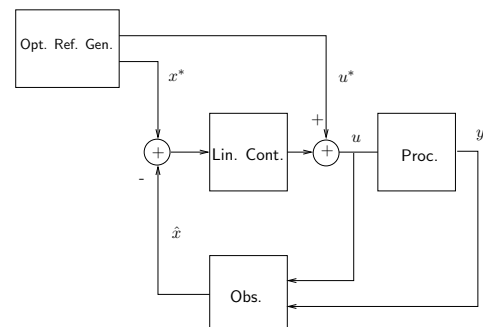 Opt. Ref. Gen.
x*
u*
+
+
Lin. Cont.
+
u
Proc.
y
-
x̂
Obs.